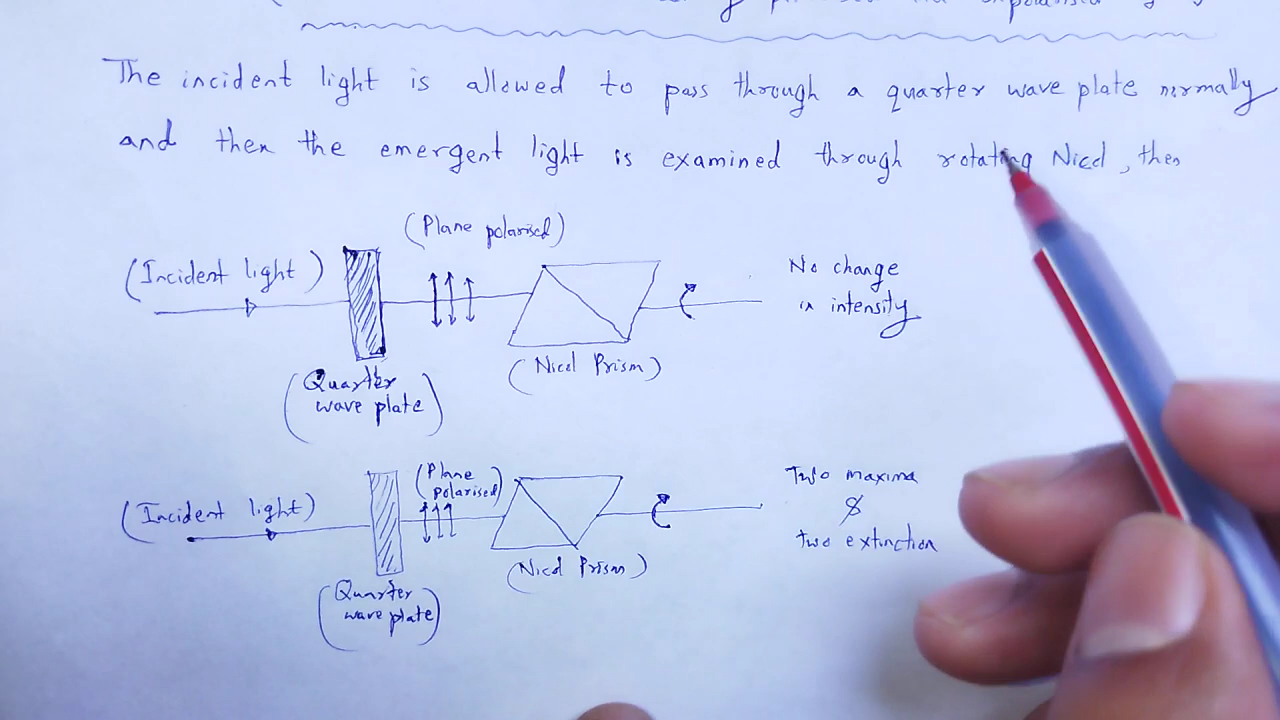 The incident light is allowed to pass through a quarter wave plate normally
and then the emergent light is examined through rotating Nicol, then
(Plane polarised)
(Incident light)
No change
in intensity
(Quarter
wave plate)
(Nicol Prism)
(Plane
polarised)
(Incident light)
Two maxima
&
two extinction
(Nicol Prism)
(Quarter
wave plate)